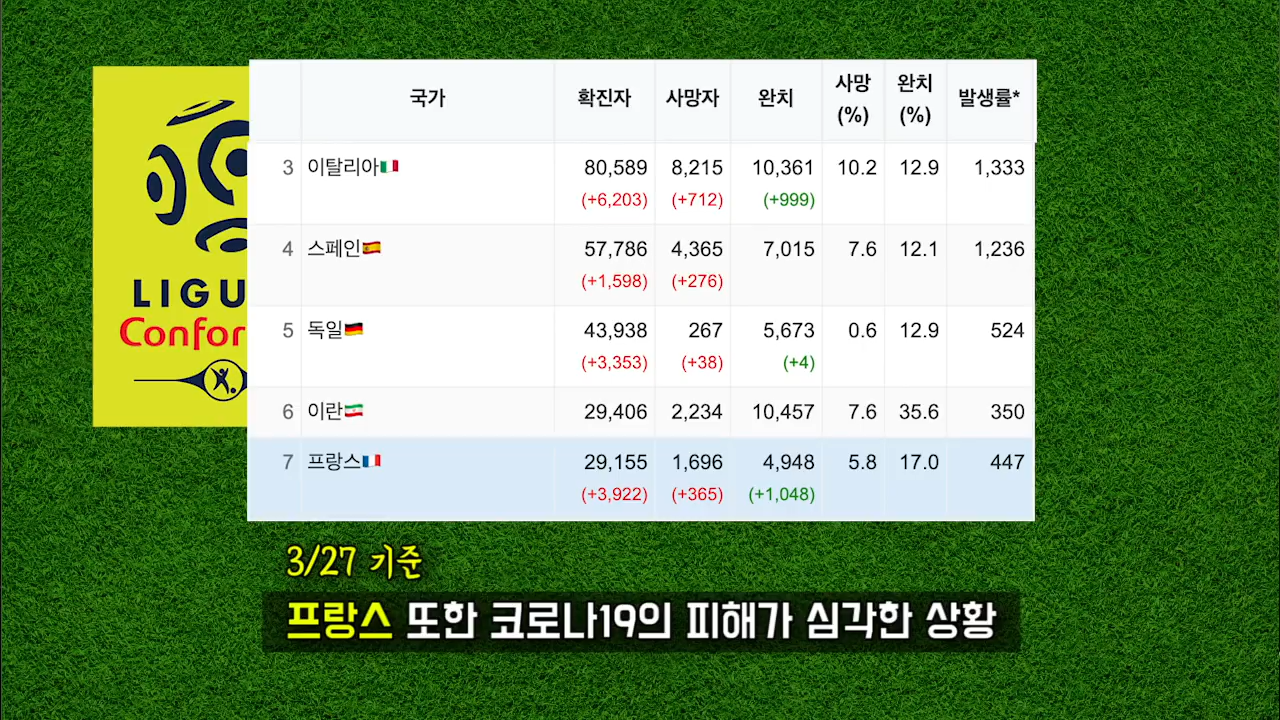 LIGU
Confor
국가 확진자 사망자 완치 사망 (%) 완치 (%) 발생률*
3 이탈리아 80,589 8,215 10,361 10.2 12.9 1,333
(+6,203) (+712) (+999)
4 스페인 57,786 4,365 7,015 7.6 12.1 1,236
(+1,598) (+276)
5 독일 43,938 267 5,673 0.6 12.9 524
(+3,353) (+38) (+4)
6 이란 29,406 2,234 10,457 7.6 35.6 350
7 프랑스 29,155 1,696 4,948 5.8 17.0 447
(+3,922) (+365) (+1,048)
3/27 기준
프랑스 또한 코로나19의 피해가 심각한 상황